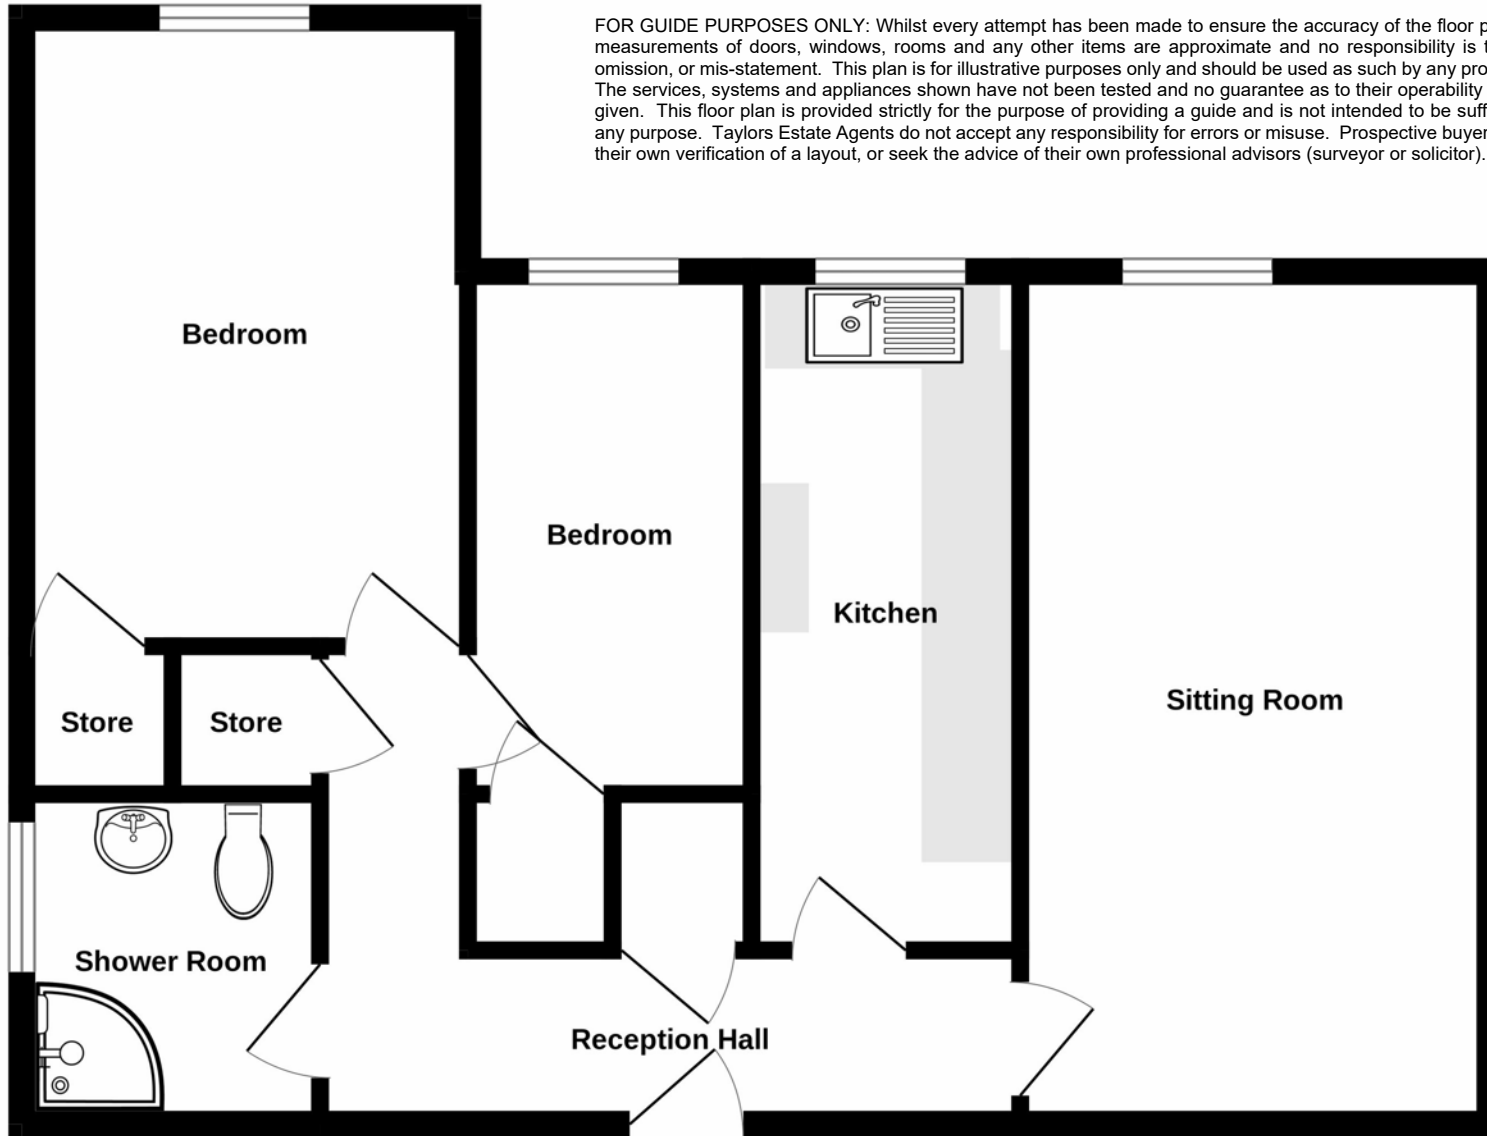 FOR GUIDE PURPOSES ONLY: Whilst every attempt has been made to ensure the accuracy of the floor
measurements of doors, windows, rooms and any other items are approximate and no responsibility is
omission, or mis-statement. This plan is for illustrative purposes only and should be used as such by any
The services, systems and appliances shown have not been tested and no guarantee as to their operability
given. This floor plan is provided strictly for the purpose of providing a guide and is not intended to be
any purpose. Taylors Estate Agents do not accept any responsibility for errors or misuse. Prospective
their own verification of a layout, or seek the advice of their own professional advisors (surveyor or solicitor).
Bedroom
Bedroom
Kitchen
Sitting Room
Store
Store
Shower Room
Reception Hall